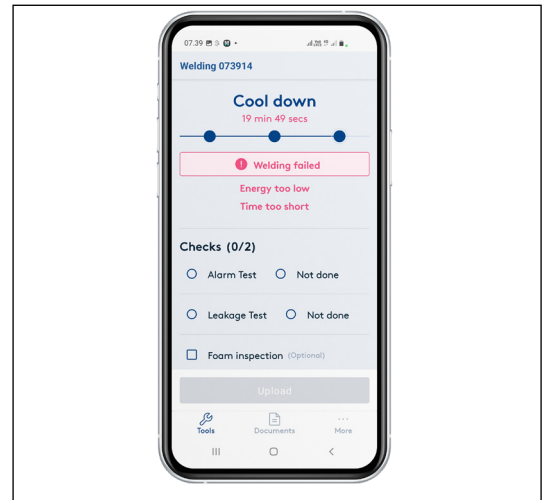 07.39
Welding 073914
Cool down
19 min 49 secs
Welding failed
Energy too low
Time too short
Checks (0/2)
Alarm Test Not done
Leakage Test Not done
Foam inspection (Optional)
Upload
Tools Documents More